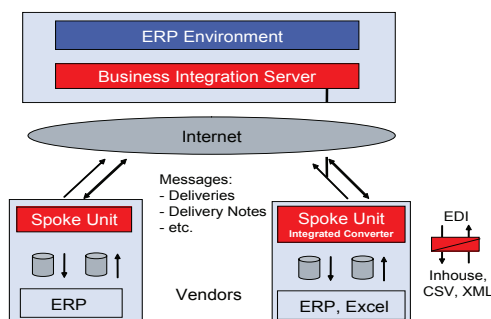 ERP Environment
Business Integration Server
Internet
Messages:
- Deliveries
- Delivery Notes
- etc.
Spoke Unit
ERP
Vendors
Spoke Unit
Integrated Converter
ERP, Excel
EDI
Inhouse,
CSV, XML